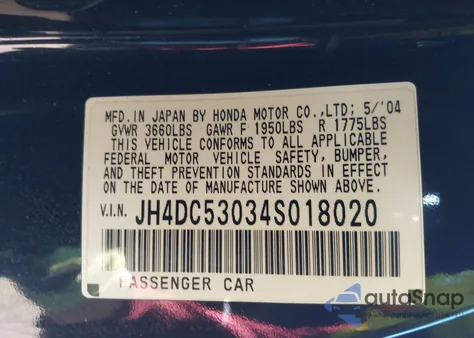 MFD. IN JAPAN BY HONDA MOTOR CO.,LTD; 5/'04
GVWR 3660LBS GAWR F 1950LBS R 1775LBS
THIS VEHICLE CONFORMS TO ALL APPLICABLE
FEDERAL MOTOR VEHICLE SAFETY, BUMPER,
AND THEFT PREVENTION STANDARDS IN EFFECT
ON THE DATE OF MANUFACTURE SHOWN ABOVE.
V.I.N. JH4DC53034S018020
PASSENGER CAR
autoSnap